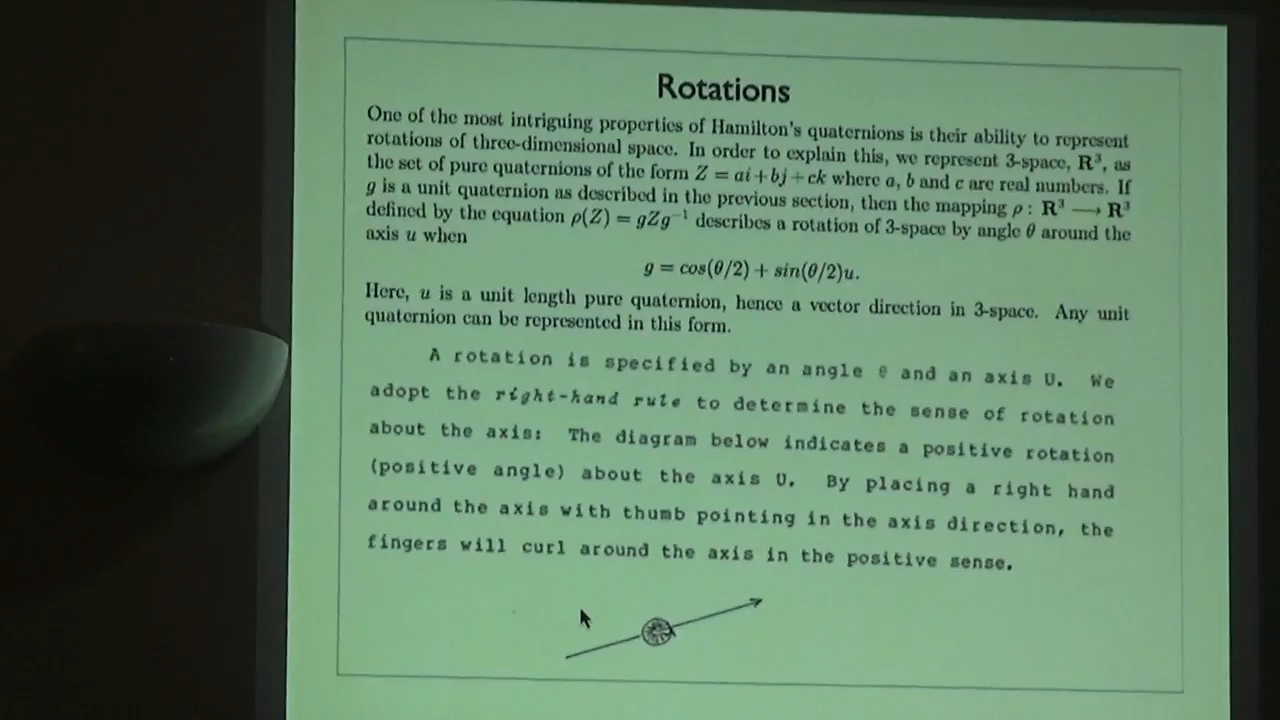 Rotations
One of the most intriguing properties of Hamilton's quaternions is their ability to represent
rotations of three-dimensional space. In order to explain this, we represent 3-space, R³, as
the set of pure quaternions of the form Z = ai + bj + ck where a, b and c are real numbers. If
g is a unit quaternion as described in the previous section, then the mapping ρ : R³ ⟶ R³
defined by the equation ρ(Z) = gZg⁻¹ describes a rotation of 3-space by angle θ around the
axis u when
g = cos(θ/2) + sin(θ/2)u.
Here, u is a unit length pure quaternion, hence a vector direction in 3-space. Any unit
quaternion can be represented in this form.
A rotation is specified by an angle θ and an axis U. We
adopt the right-hand rule to determine the sense of rotation
about the axis: The diagram below indicates a positive rotation
(positive angle) about the axis U. By placing a right hand
around the axis with thumb pointing in the axis direction, the
fingers will curl around the axis in the positive sense.